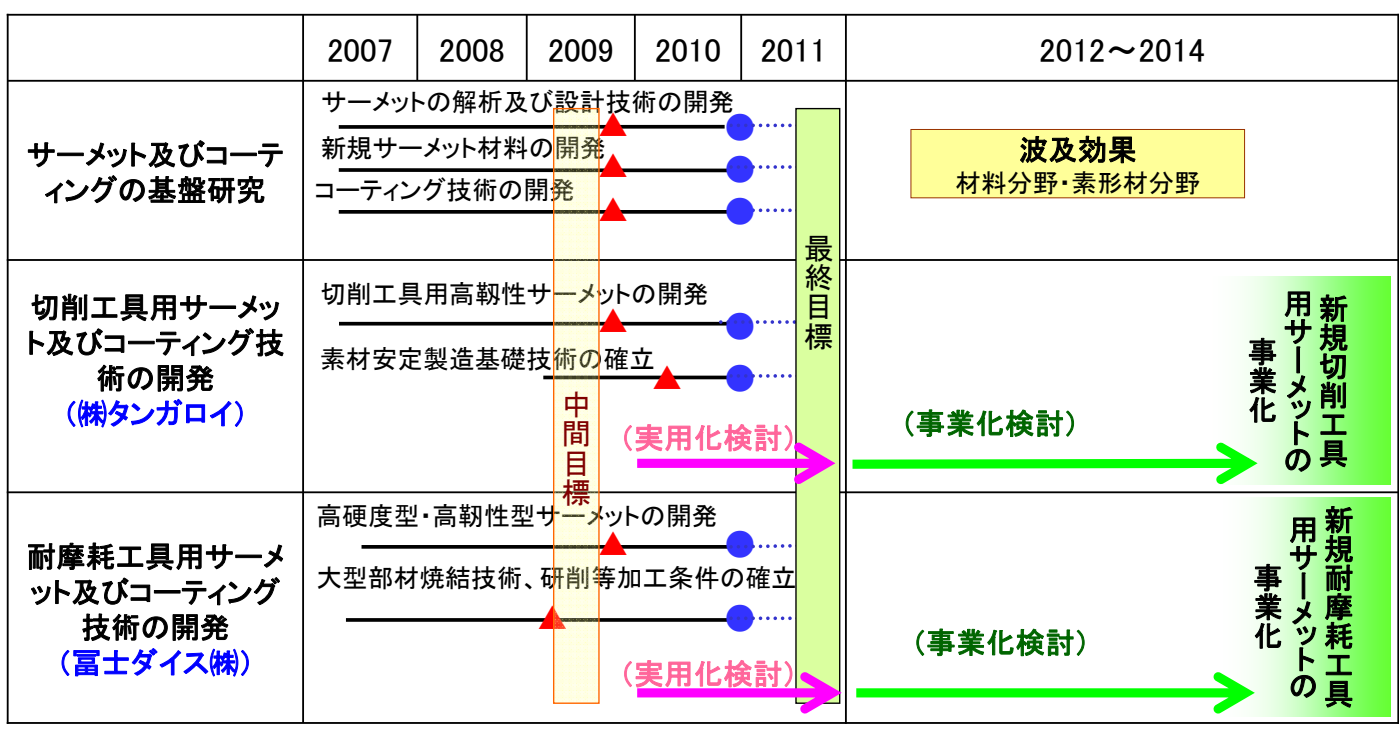 2007
2008
2009
2010
2011
2012～2014
サーメット及びコーテ
ィングの基盤研究
サーメットの解析及び設計技術の開発
新規サーメット材料の開発
コーティング技術の開発
波及効果
材料分野・素形材分野
最終目標
中間目標
切削工具用サーメッ
ト及びコーティング技
術の開発
（㈱タンガロイ）
切削工具用高靱性サーメットの開発
素材安定製造基礎技術の確立
（実用化検討）
（事業化検討）
新規切削工具
用サーメットの
事業化
耐摩耗工具用サーメ
ット及びコーティング
技術の開発
（冨士ダイス㈱）
高硬度型・高靱性型サーメットの開発
大型部材焼結技術、研削等加工条件の確立
（実用化検討）
（事業化検討）
新規耐摩耗工具
用サーメットの
事業化